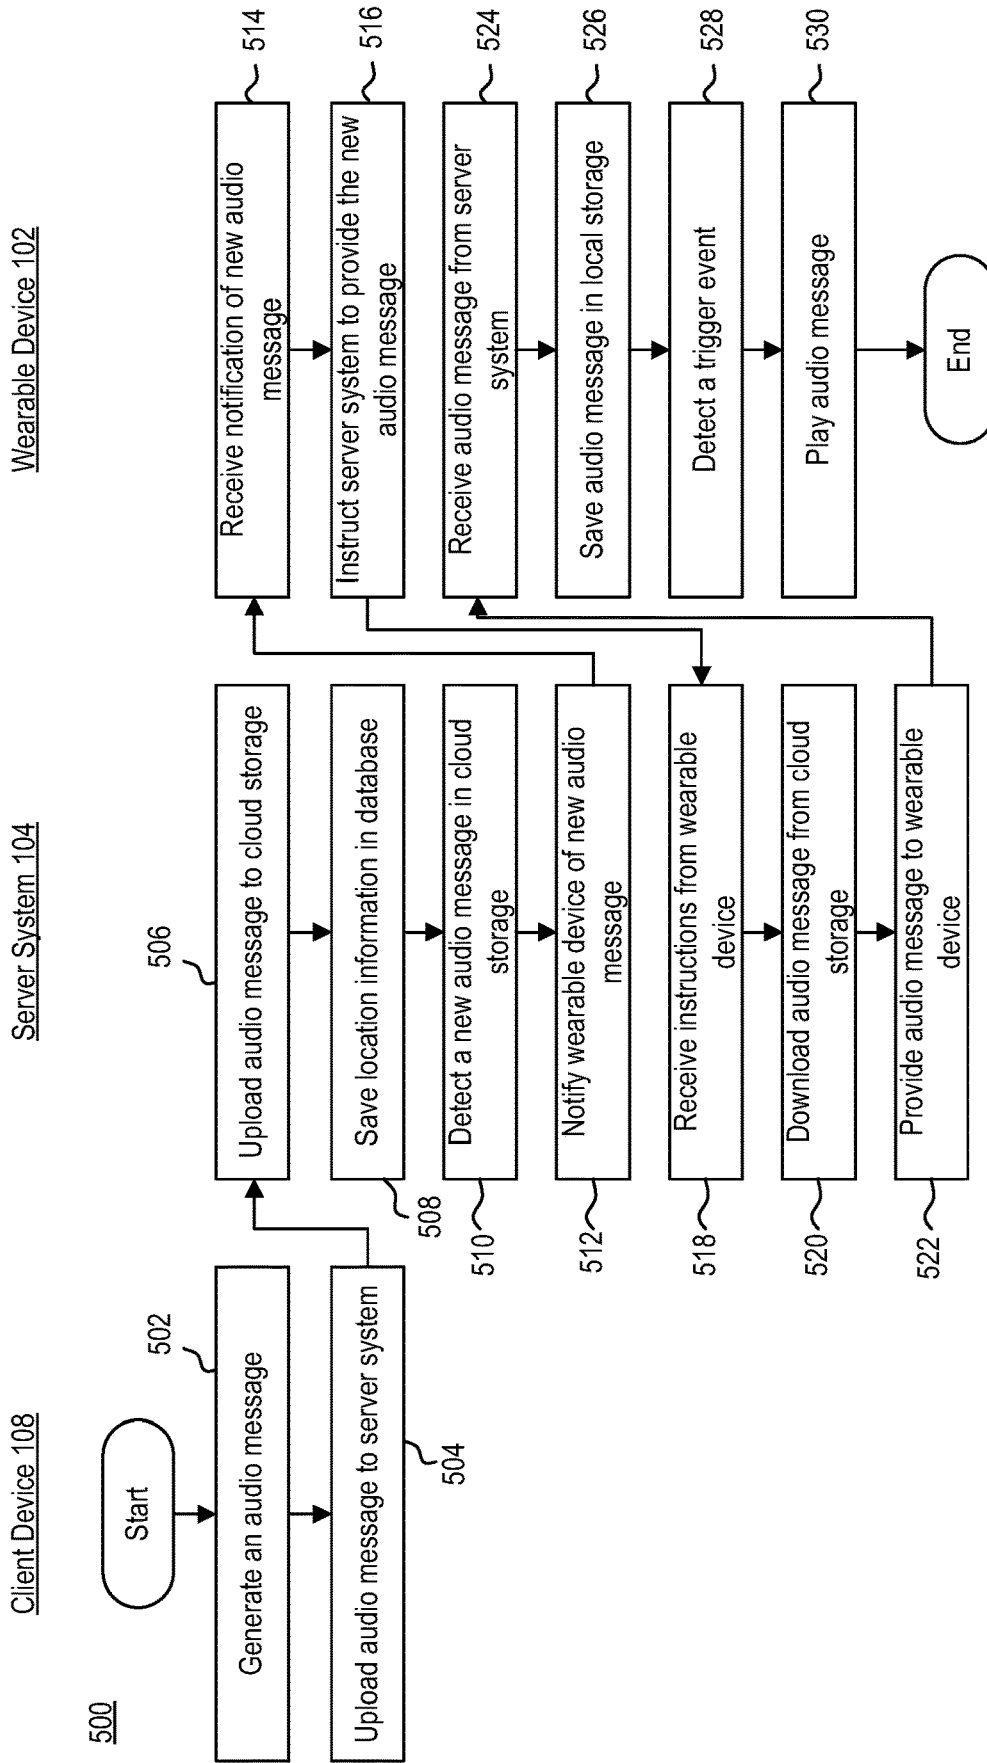 500
Client Device 108
Server System 104
Wearable Device 102
Start
Generate an audio message
502
Upload audio message to server system
504
506
Upload audio message to cloud storage
Save location information in database
508
Detect a new audio message in cloud
storage
510
Notify wearable device of new audio
message
512
Receive notification of new audio
message
514
Instruct server system to provide the new
audio message
516
Receive instructions from wearable
device
518
Download audio message from cloud
storage
520
Provide audio message to wearable
device
522
Receive audio message from server
system
524
Save audio message in local storage
526
Detect a trigger event
528
Play audio message
530
End